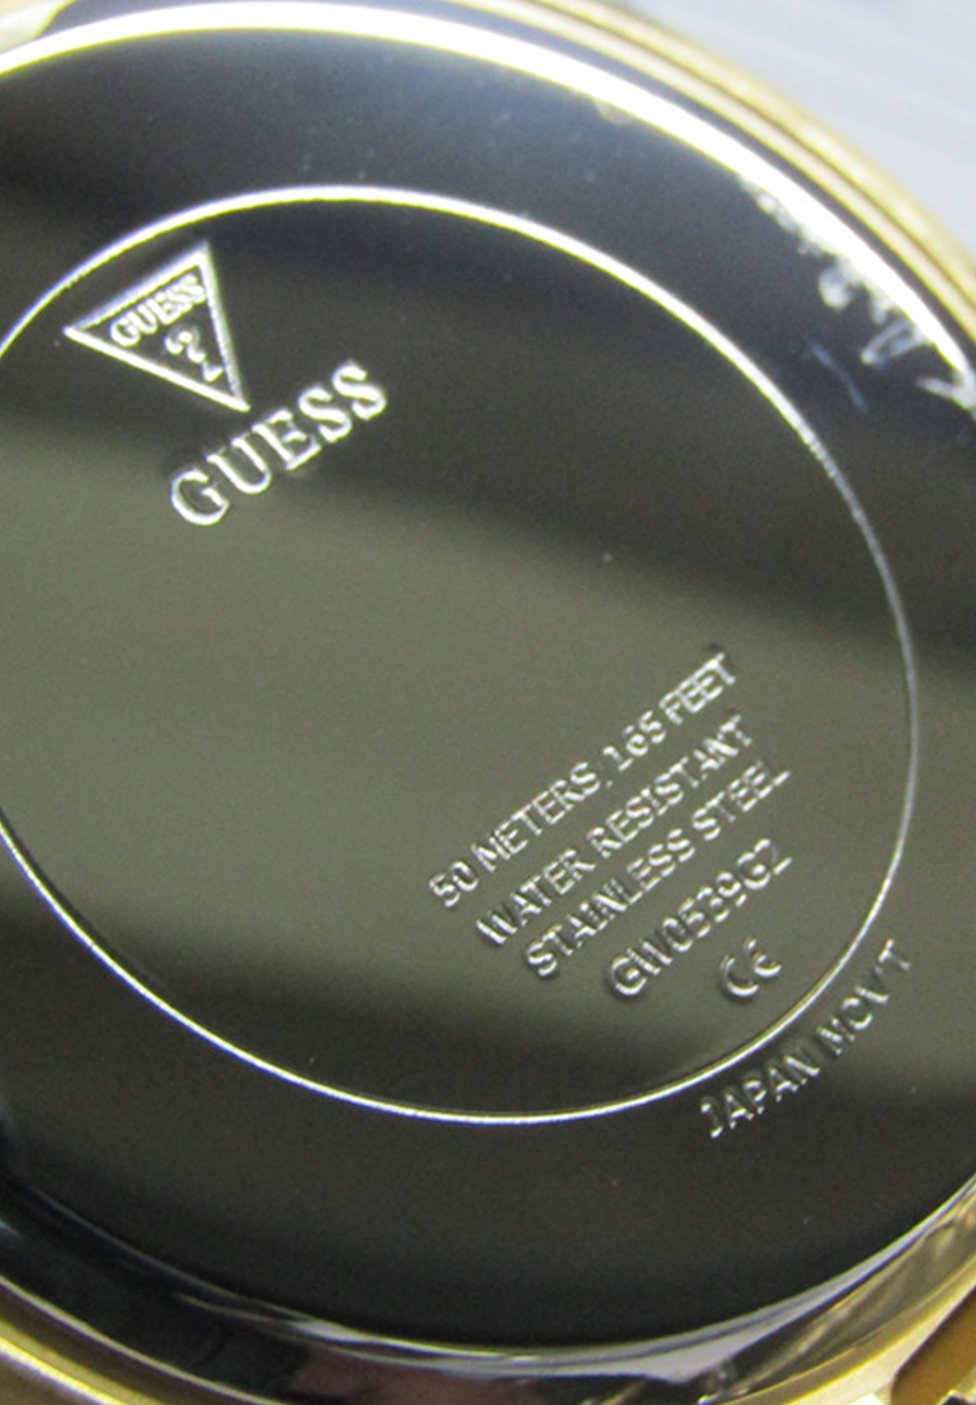 GUESS
?
GUESS
50 METERS/165 FEET
WATER RESISTANT
STAINLESS STEEL
GW0539G2
CE
JAPAN MOV'T